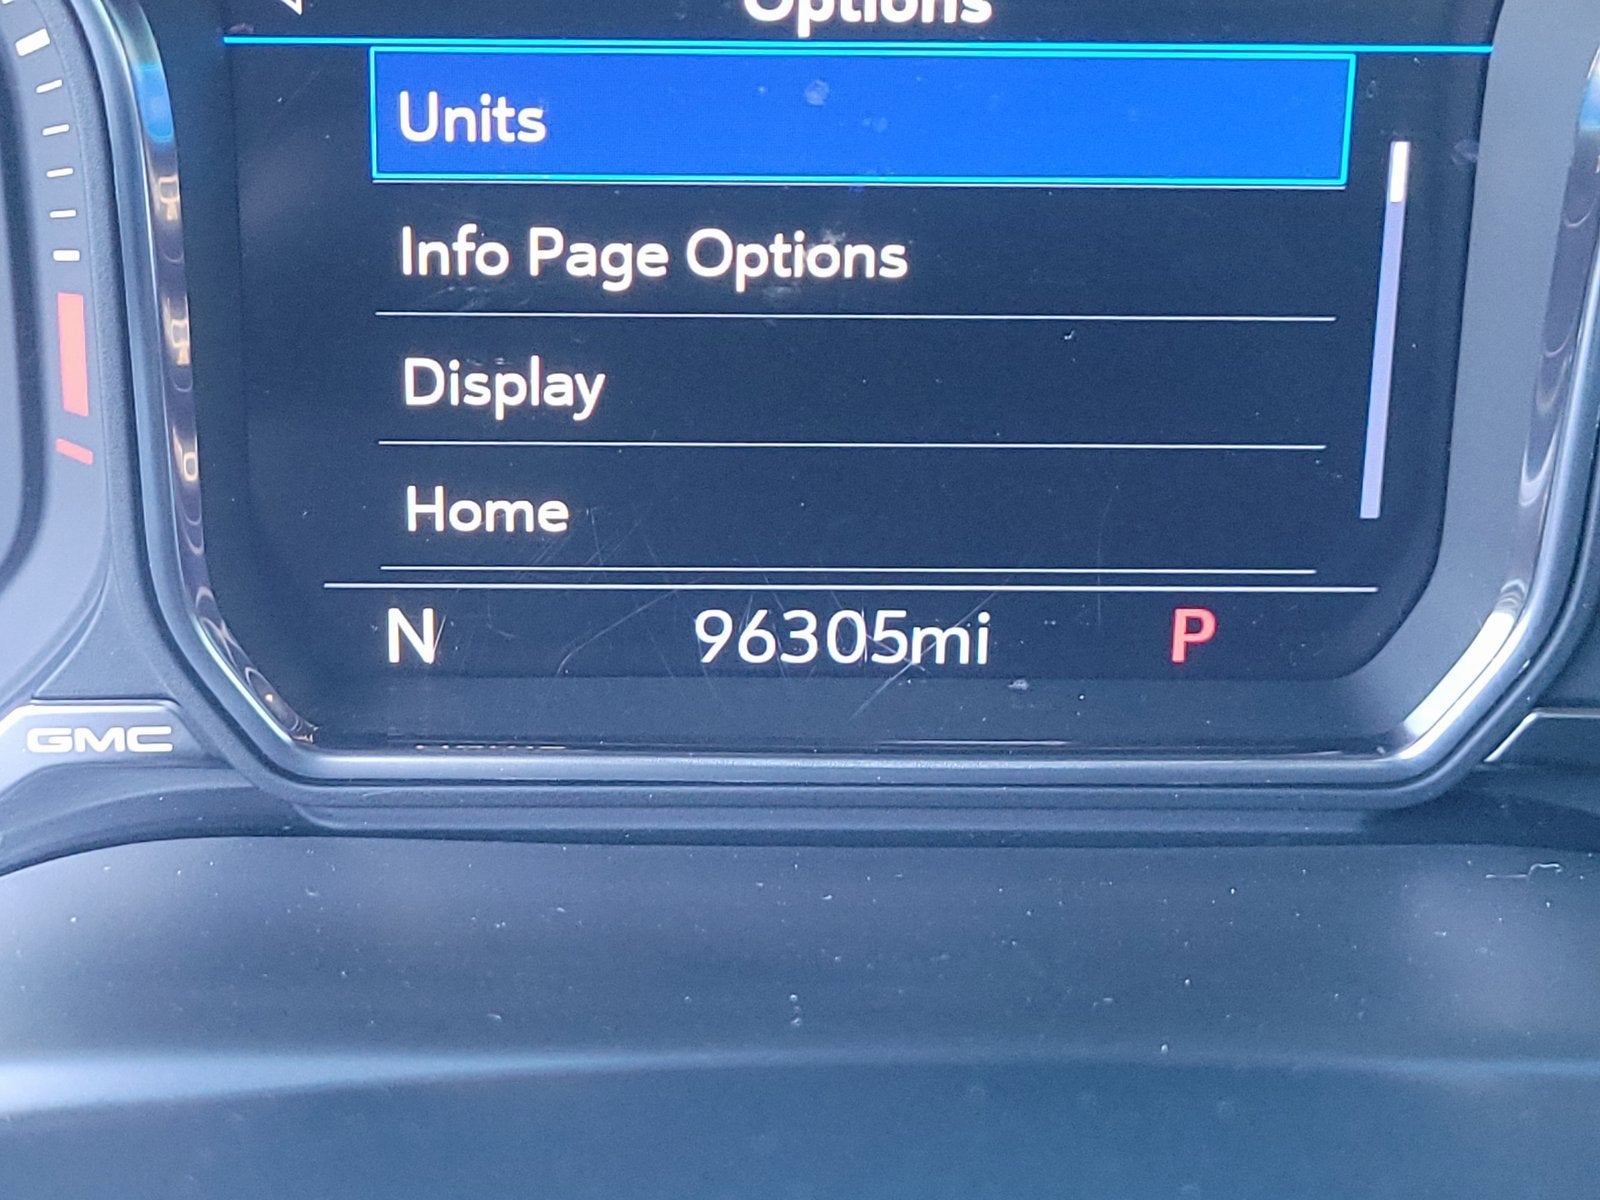 Options
Units
Info Page Options
Display
Home
N 96305mi P
GMC